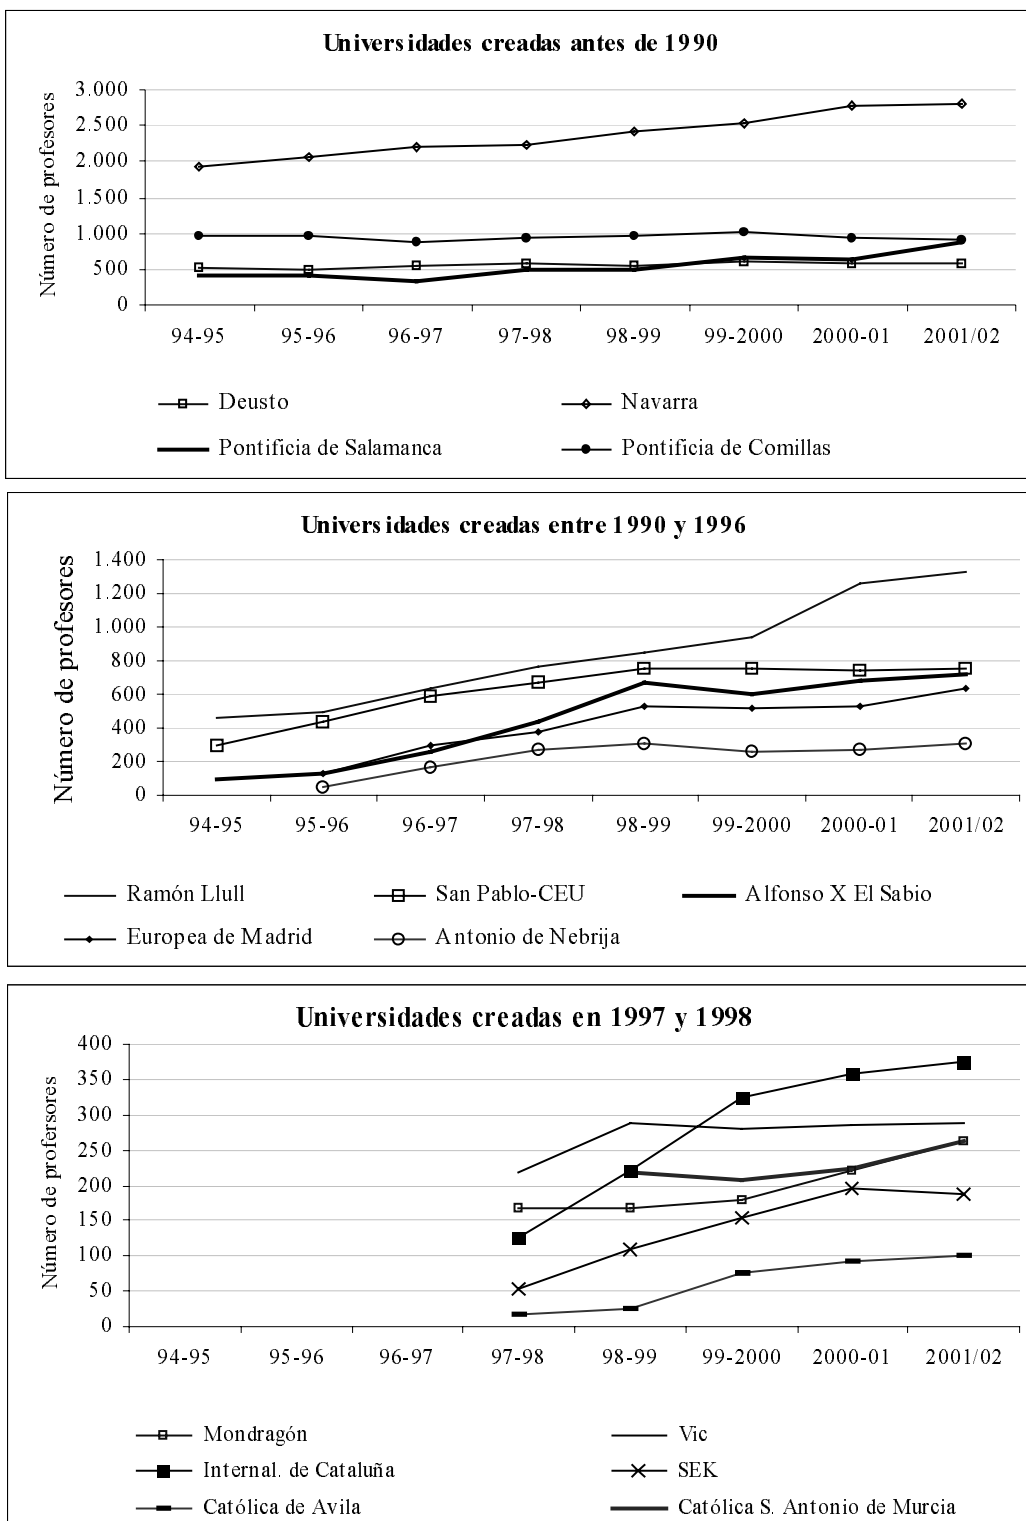 Universidades creadas antes de 1990
Número de profesores
3.000
2.500
2.000
1.500
1.000
500
0
94-95 95-96 96-97 97-98 98-99 99-2000 2000-01 2001/02
Deusto Navarra
Pontificia de Salamanca Pontificia de Comillas
Universidades creadas entre 1990 y 1996
Número de profesores
1.400
1.200
1.000
800
600
400
200
0
94-95 95-96 96-97 97-98 98-99 99-2000 2000-01 2001/02
Ramón Llull San Pablo-CEU Alfonso X El Sabio
Europea de Madrid Antonio de Nebrija
Universidades creadas en 1997 y 1998
Número de profersores
400
350
300
250
200
150
100
50
0
94-95 95-96 96-97 97-98 98-99 99-2000 2000-01 2001/02
Mondragón Vic
Internal. de Cataluña SEK
Católica de Avila Católica S. Antonio de Murcia